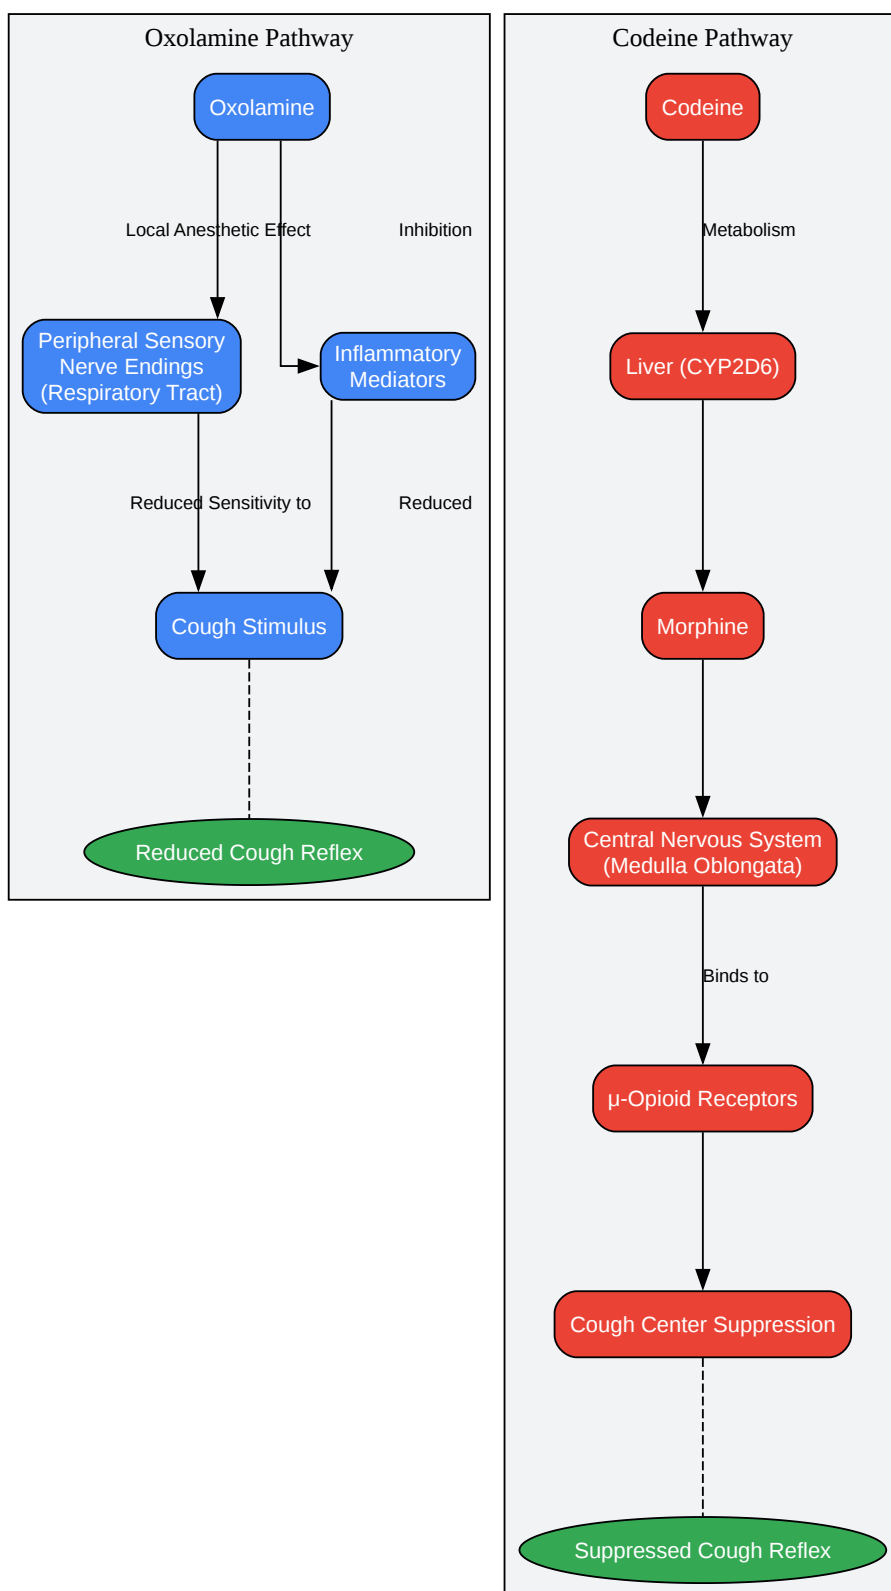 Oxolamine Pathway
Oxolamine
Local Anesthetic Effect
Inhibition
Peripheral Sensory
Nerve Endings
(Respiratory Tract)
Inflammatory
Mediators
Reduced Sensitivity to
Reduced
Cough Stimulus
Reduced Cough Reflex
Codeine Pathway
Codeine
Metabolism
Liver (CYP2D6)
Morphine
Central Nervous System
(Medulla Oblongata)
Binds to
μ-Opioid Receptors
Cough Center Suppression
Suppressed Cough Reflex